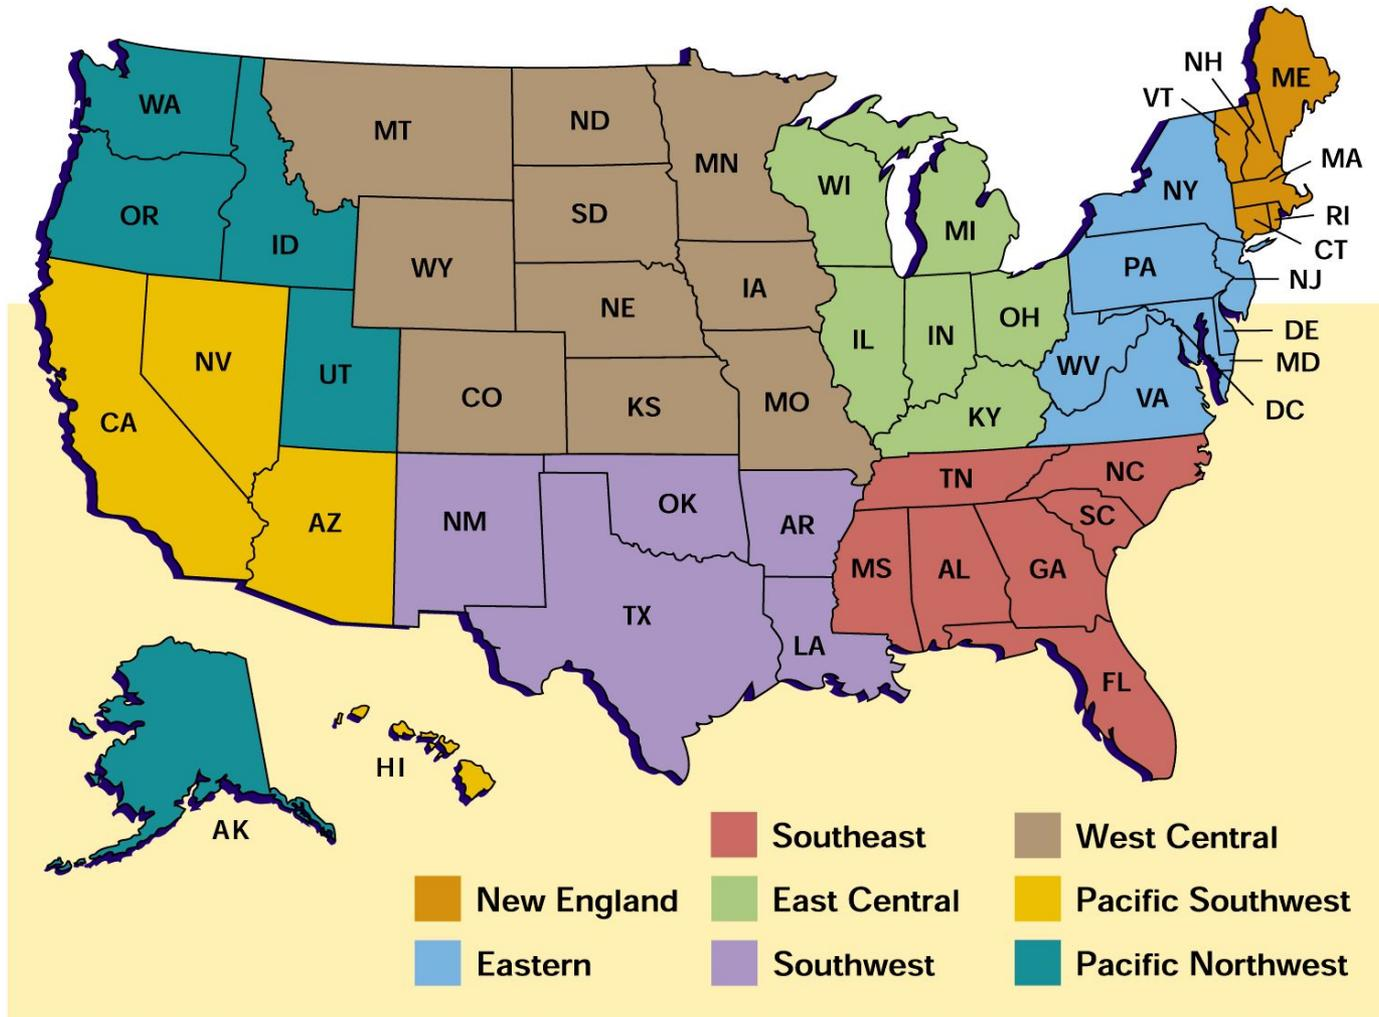 NH
ME
VT
WA
MT
ND
MN
WI
MA
NY
OR
SD
RI
MI
ID
CT
WY
PA
NJ
IA
NE
OH
DE
IL
IN
MD
NV
WV
UT
CO
VA
MO
KS
DC
CA
KY
NC
TN
OK
SC
NM
AZ
AR
MS
AL
GA
TX
LA
FL
HI
AK
Southeast
West Central
New England
East Central
Pacific Southwest
Eastern
Southwest
Pacific Northwest